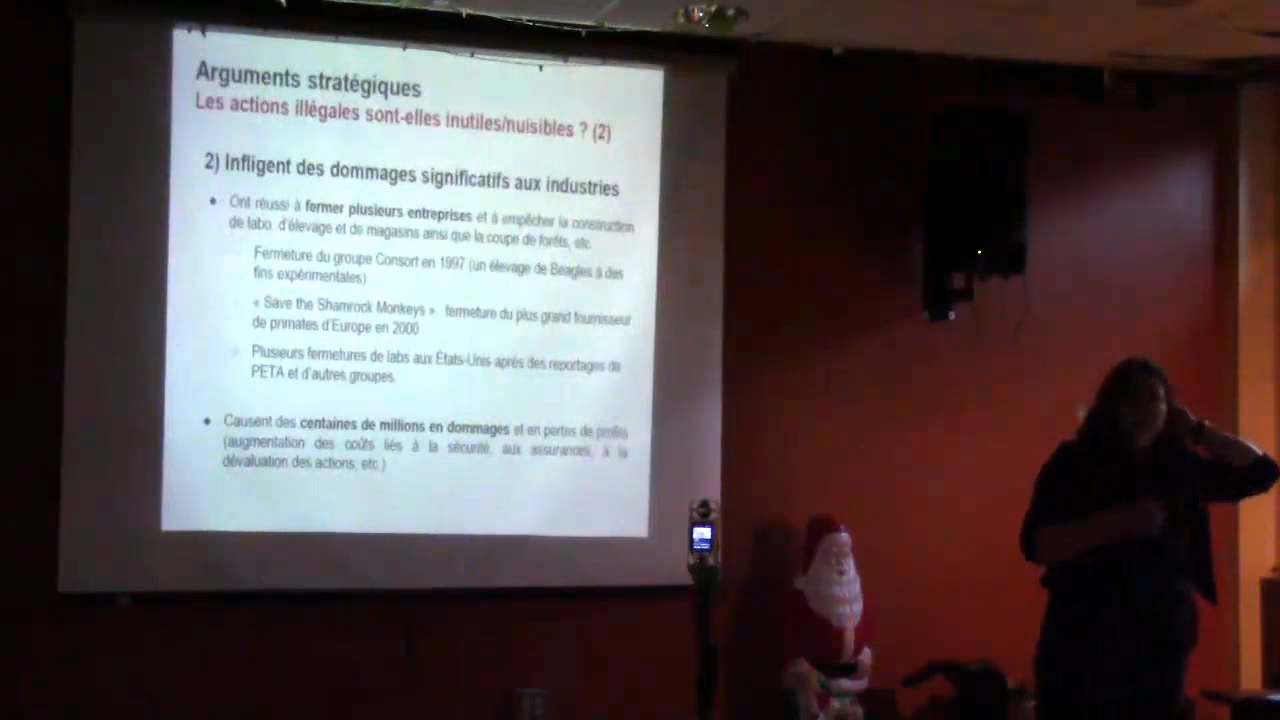 Arguments stratégiques
Les actions illégales sont-elles inutiles/nuisibles ? (2)
2) Infligent des dommages significatifs aux industries
• Ont réussi à fermer plusieurs entreprises et à empêcher la construction
de labo, d'élevage et de magasins ainsi que la coupe de forêts, etc
Fermeture du groupe Consort en 1997 (un élevage de Beagles à des
fins expérimentales)
« Save the Shamrock Monkeys » fermeture du plus grand fournisseur
de primates d'Europe en 2000
Plusieurs fermetures de labs aux États-Unis après des reportages de
PETA et d'autres groupes.
• Causent des centaines de millions en dommages et en pertes de profits
(augmentation des coûts liés à la sécurité, aux assurances, à la
dévaluation des actions, etc.)